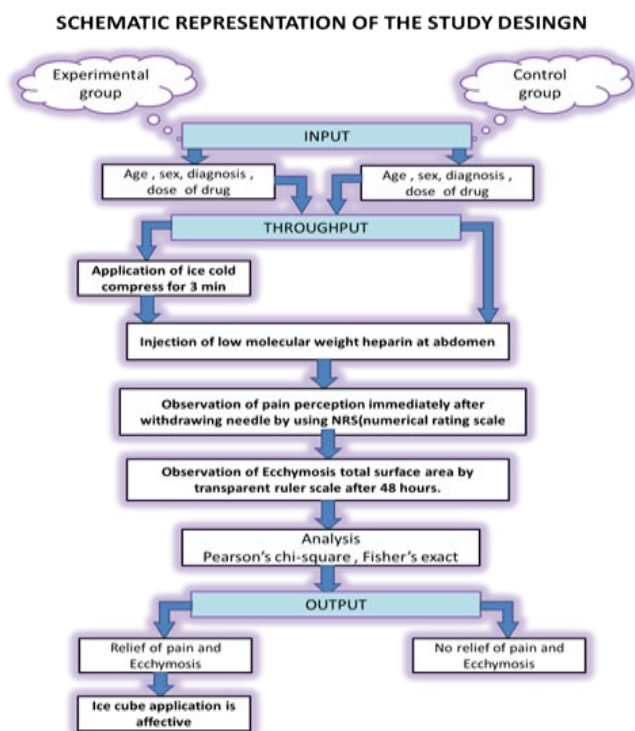 SCHEMATIC REPRESENTATION OF THE STUDY DESINGN
Experimental
group
Control
group
INPUT
Age , sex, diagnosis ,
dose of drug
Age , sex, diagnosis ,
dose of drug
THROUGHPUT
Application of ice cold
compress for 3 min
Injection of low molecular weight heparin at abdomen
Observation of pain perception immediately after
withdrawing needle by using NRS(numerical rating scale
Observation of Ecchymosis total surface area by
transparent ruler scale after 48 hours.
Analysis
Pearson's chi-square , Fisher's exact
OUTPUT
Relief of pain and
Ecchymosis
No relief of pain and
Ecchymosis
Ice cube application is
affective